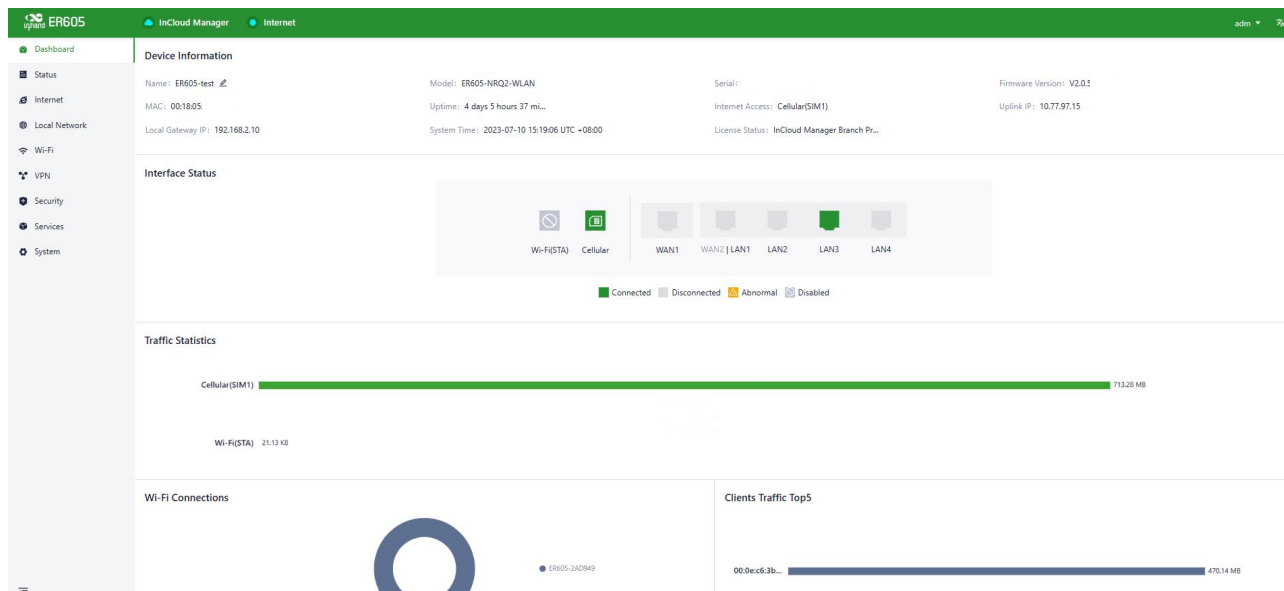 inhand ER605
InCloud Manager
Internet
adm
Dashboard
Status
Internet
Local Network
Wi-Fi
VPN
Security
Services
System
Device Information
Name: ER605-test
Model: ER605-NRQ2-WLAN
Serial:
Firmware Version: V2.0.5
MAC: 00:18:05:
Uptime: 4 days 5 hours 37 mi...
Internet Access: Cellular(SIM1)
Uplink IP: 10.77.97.15
Local Gateway IP: 192.168.2.10
System Time: 2023-07-10 15:19:06 UTC +08:00
License Status: InCloud Manager Branch Pr...
Interface Status
Wi-Fi(STA)
Cellular
WAN1
WAN2 | LAN1
LAN2
LAN3
LAN4
Connected
Disconnected
Abnormal
Disabled
Traffic Statistics
Cellular(SIM1)
713.28 MB
Wi-Fi(STA)
21.13 KB
Wi-Fi Connections
ER605-2AD949
Clients Traffic Top5
00:0e:c6:3b...
470.14 MB